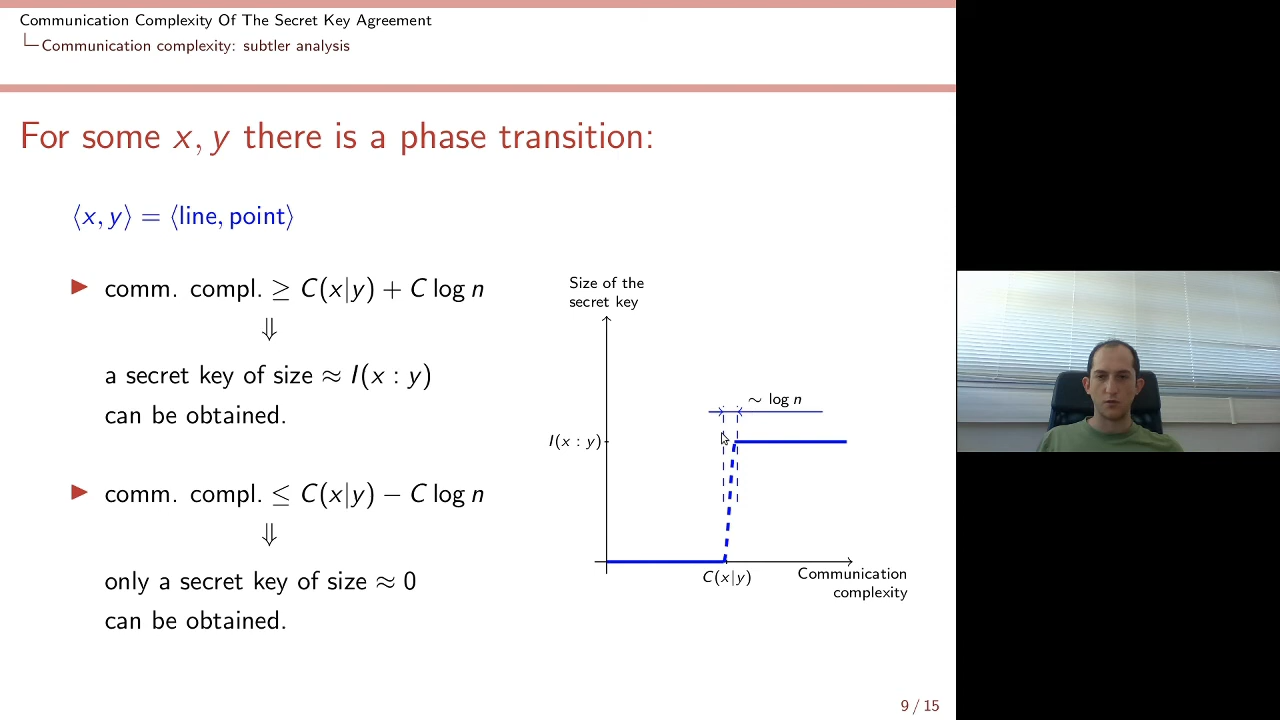 Communication Complexity Of The Secret Key Agreement
Communication complexity: subtler analysis
For some x, y there is a phase transition:
⟨x, y⟩ = ⟨line, point⟩
comm. compl. ≥ C(x|y) + C log n
⇓
a secret key of size ≈ I(x : y)
can be obtained.
comm. compl. ≤ C(x|y) − C log n
⇓
only a secret key of size ≈ 0
can be obtained.
Size of the
secret key
∼ log n
I(x : y)
C(x|y)
Communication
complexity
9 / 15